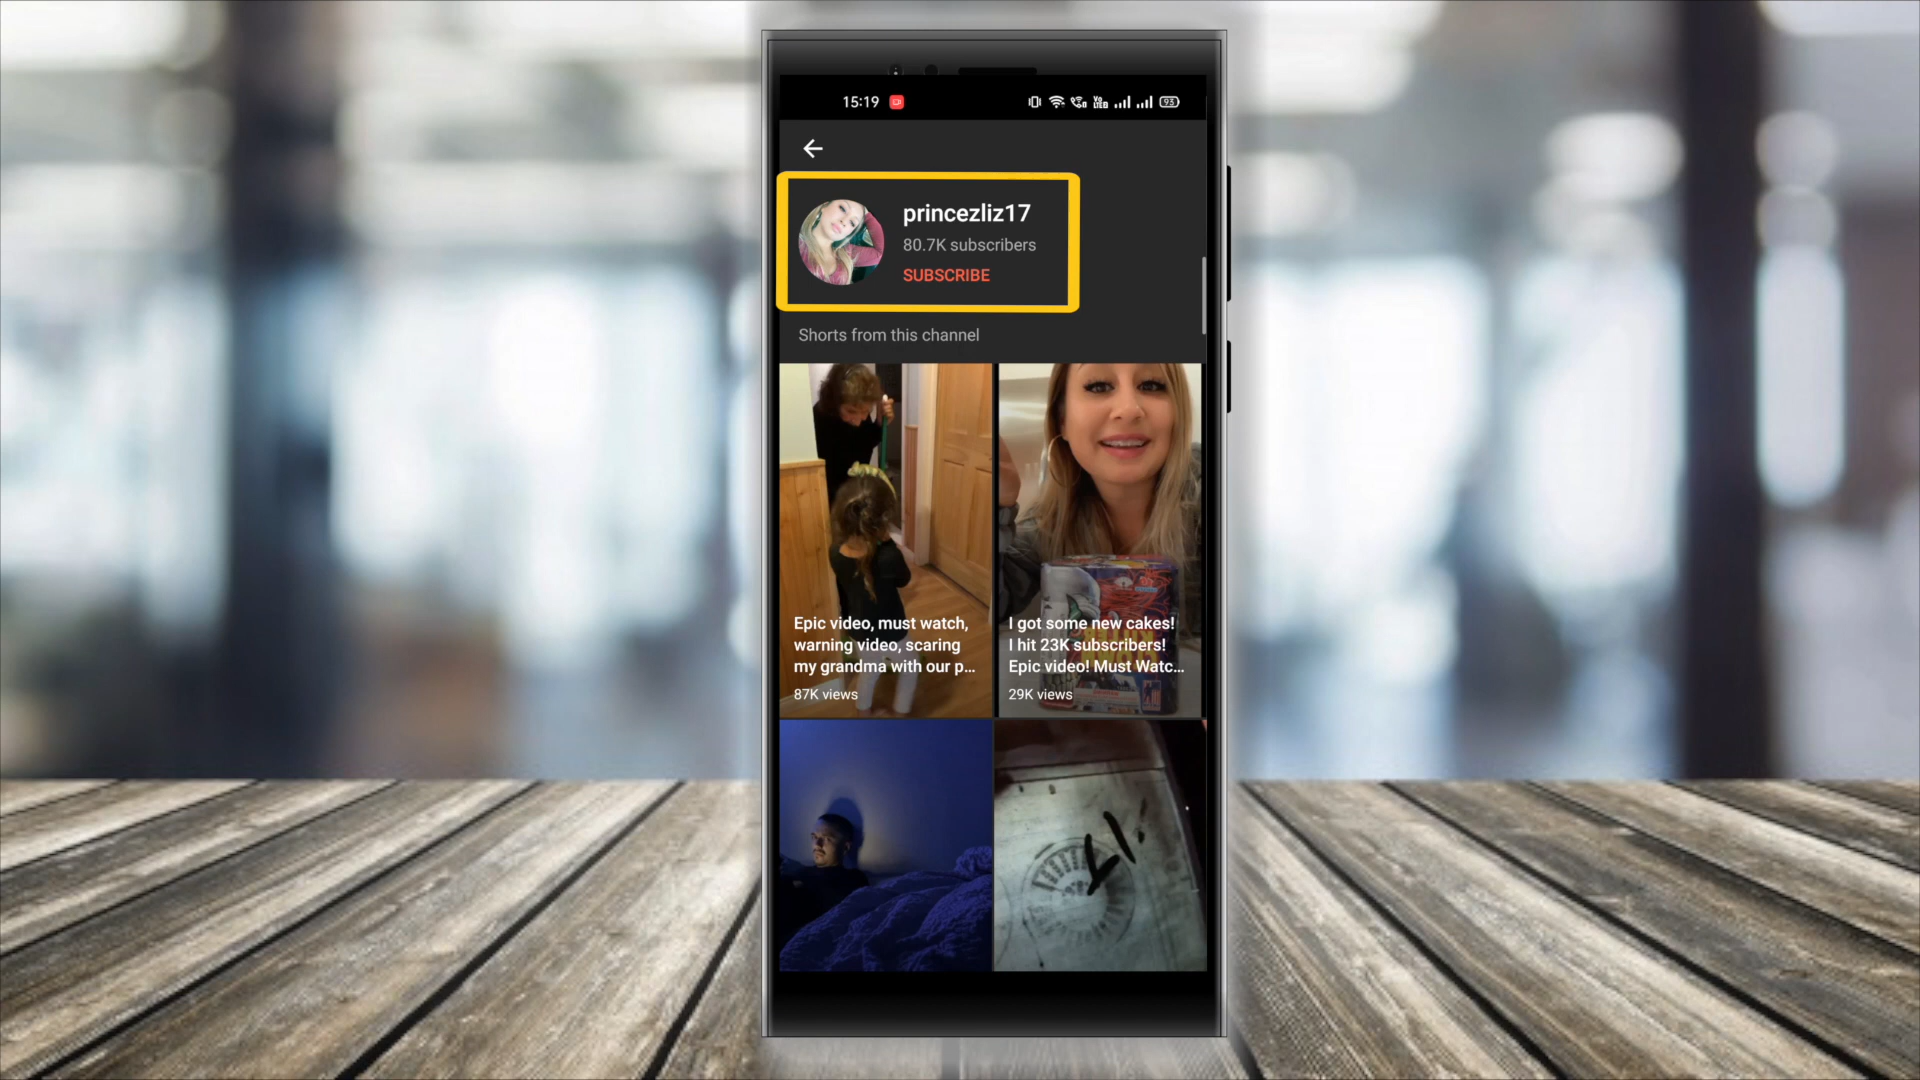 15:19
93
princezliz17
80.7K subscribers
SUBSCRIBE
Shorts from this channel
Epic video, must watch,
warning video, scaring
my grandma with our p...
87K views
I got some new cakes!
I hit 23K subscribers!
Epic video! Must Watc...
29K views